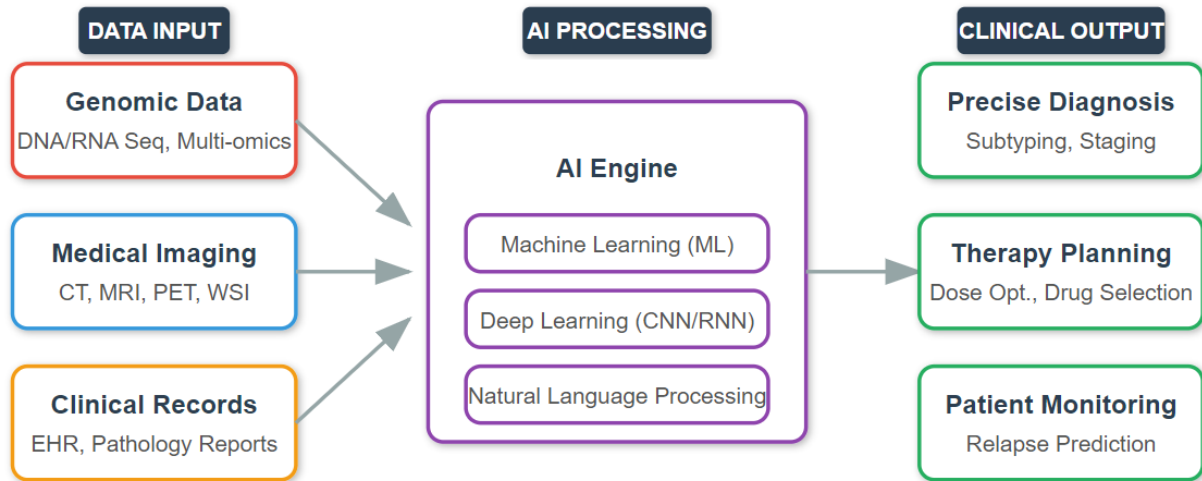 DATA INPUT
AI PROCESSING
CLINICAL OUTPUT
Genomic Data
DNA/RNA Seq, Multi-omics
Medical Imaging
CT, MRI, PET, WSI
Clinical Records
EHR, Pathology Reports
AI Engine
Machine Learning (ML)
Deep Learning (CNN/RNN)
Natural Language Processing
Precise Diagnosis
Subtyping, Staging
Therapy Planning
Dose Opt., Drug Selection
Patient Monitoring
Relapse Prediction